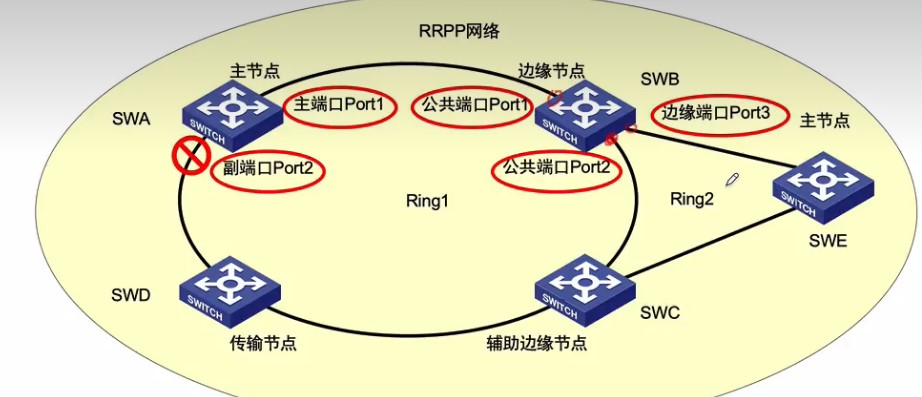 RRPP网络
主节点
边缘节点
SWB
SWA
主端口Port1
公共端口Port1
边缘端口Port3
主节点
SWITCH
SWITCH
副端口Port2
公共端口Port2
Ring1
Ring2
SWITCH
SWE
SWD
SWITCH
SWITCH
SWC
传输节点
辅助边缘节点